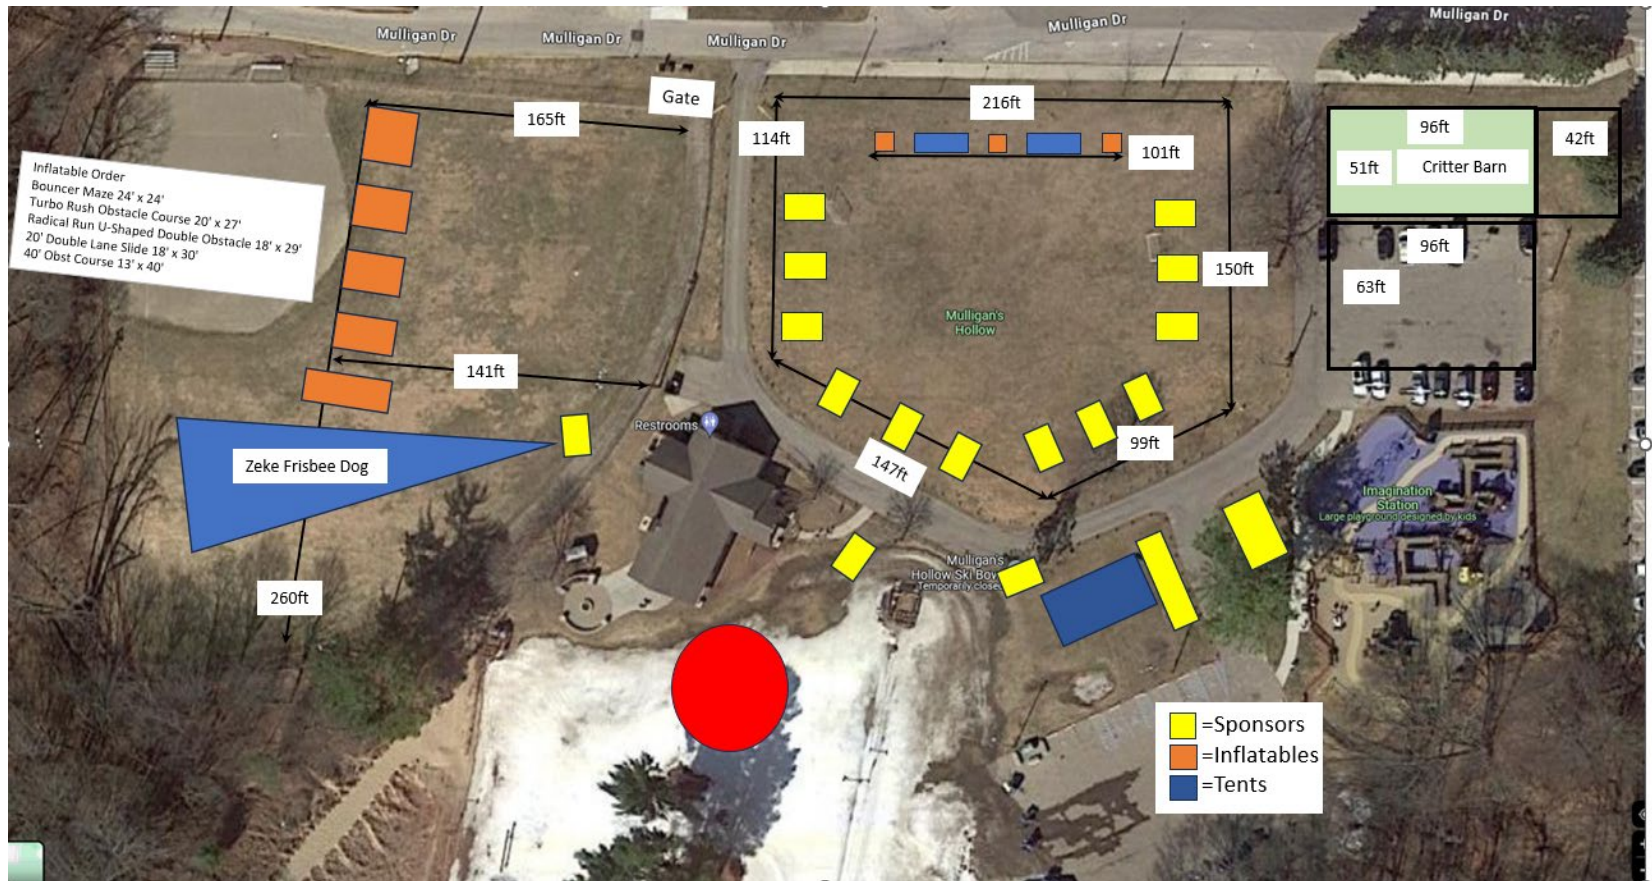 Mulligan Dr
Mulligan Dr
Mulligan Dr
Mulligan Dr
Mulligan Dr
Gate
165ft
216ft
114ft
101ft
96ft
42ft
51ft
Critter Barn
Inflatable Order
Bouncer Maze 24' x 24'
Turbo Rush Obstacle Course 20' x 27'
Radical Run U-Shaped Double Obstacle 18' x 29'
20' Double Lane Slide 18' x 30'
40' Obst Course 13' x 40'
96ft
150ft
63ft
Mulligan's
Hollow
141ft
Restrooms
Zeke Frisbee Dog
147ft
99ft
Imagination
Station
Large playground designed by kids
Mulligan's
Hollow Ski Bow
Temporarily close
260ft
=Sponsors
=Inflatables
=Tents